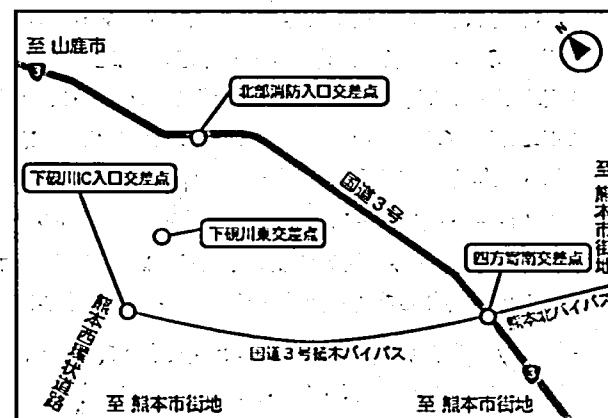 至 山鹿市
N
3
北部消防入口交差点
下硯川IC入口交差点
国道3号
至 熊本市街地
下硯川東交差点
四方寄南交差点
熊本北バイパス
熊本西環状道路
国道3号植木バイパス
3
至 熊本市街地
至 熊本市街地